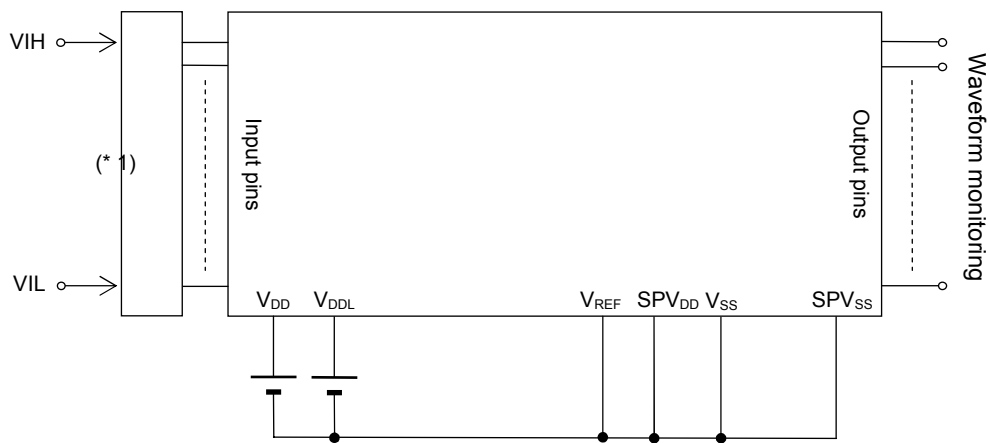 VIH
(* 1)
VIL
Input pins
Output pins
Waveform monitoring
VDD
VDDL
VREF
SPVDD
VSS
SPVSS